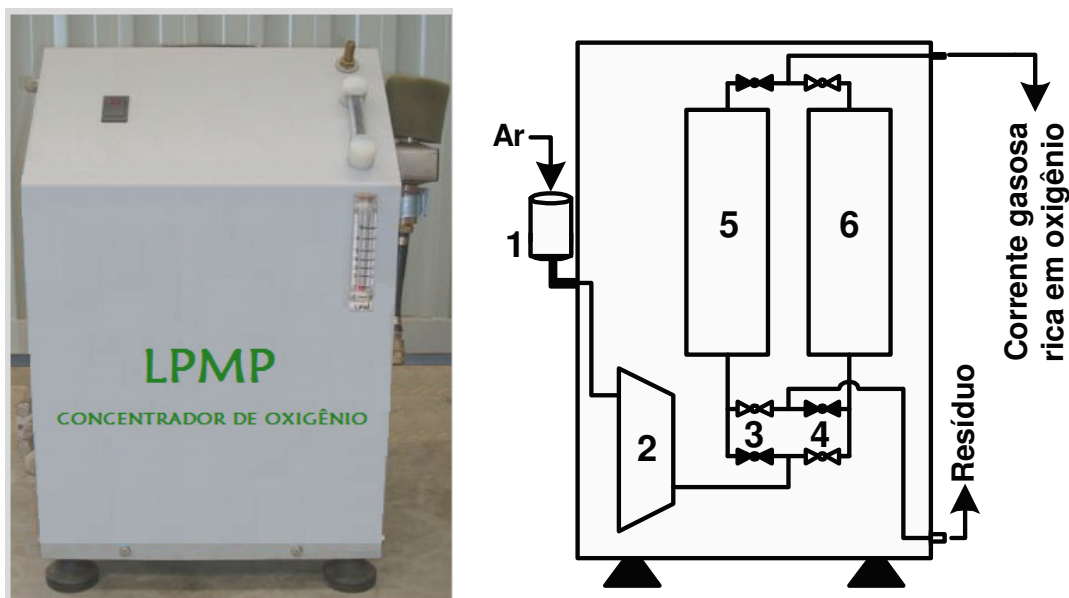 LPMP
CONCENTRADOR DE OXIGÊNIO
Ar
1
2
3
4
5
6
Corrente gasosa
rica em oxigênio
Resíduo